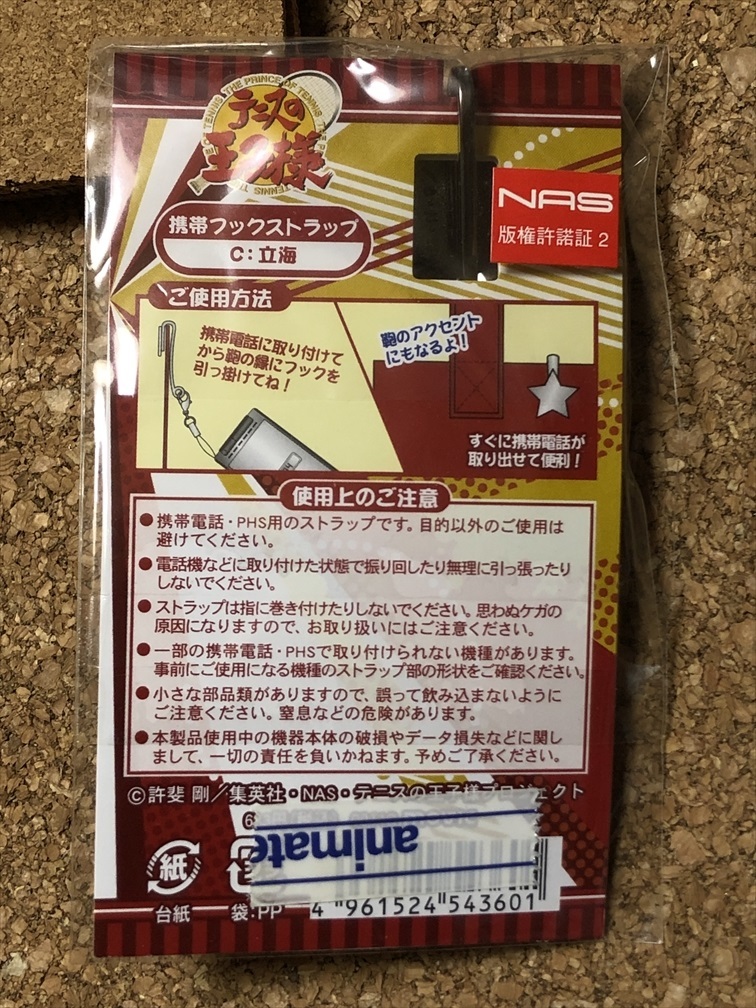 THE PRINCE OF TENNIS
テニスの
王子様
携帯フックストラップ
C:立海
NAS
版権許諾証 2
ご使用方法
携帯電話に取り付けて
から鞄の縁にフックを
引っ掛けてね!
鞄のアクセント
にもなるよ!
すぐに携帯電話が
取り出せて便利!
使用上のご注意
●携帯電話・PHS用のストラップです。目的以外のご使用は
避けてください。
●電話機などに取り付けた状態で振り回したり無理に引っ張ったり
しないでください。
●ストラップは指に巻き付けたりしないでください。思わぬケガの
原因になりますので、お取り扱いにはご注意ください。
●一部の携帯電話・PHSで取り付けられない機種があります。
事前にご使用になる機種のストラップ部の形状をご確認ください。
●小さな部品類がありますので、誤って飲み込まないように
ご注意ください。窒息などの危険があります。
●本製品使用中の機器本体の破損やデータ損失などに関し
まして、一切の責任を負いかねます。予めご了承ください。
©許斐 剛/集英社・NAS・テニスの王子様プロジェクト
animate
紙
台紙
袋:PP
4 961524 543601